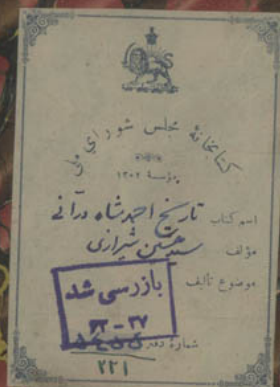 کتابخانهٔ مجلس شورای ملی
مؤسسهٔ ۱۳۰۲
اسم کتاب تاریخ احمدشاه درانی
مؤلف سید حسین شیرازی
موضوع تألیف
بازرسی شد
۳۷ - ۶۳
شماره دفتر
۲۲۱